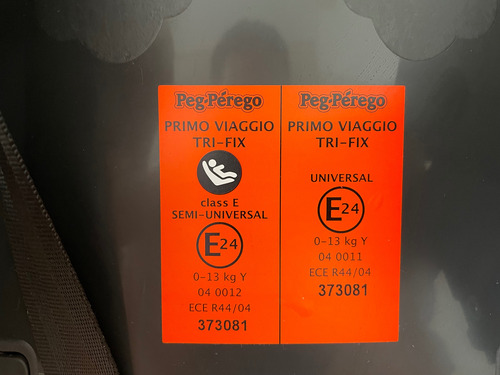 Peg-Pérego
PRIMO VIAGGIO
TRI-FIX
class E
SEMI-UNIVERSAL
E24
0-13 kg Y
04 0012
ECE R44/04
373081
Peg-Pérego
PRIMO VIAGGIO
TRI-FIX
UNIVERSAL
E24
0-13 kg Y
04 0011
ECE R44/04
373081